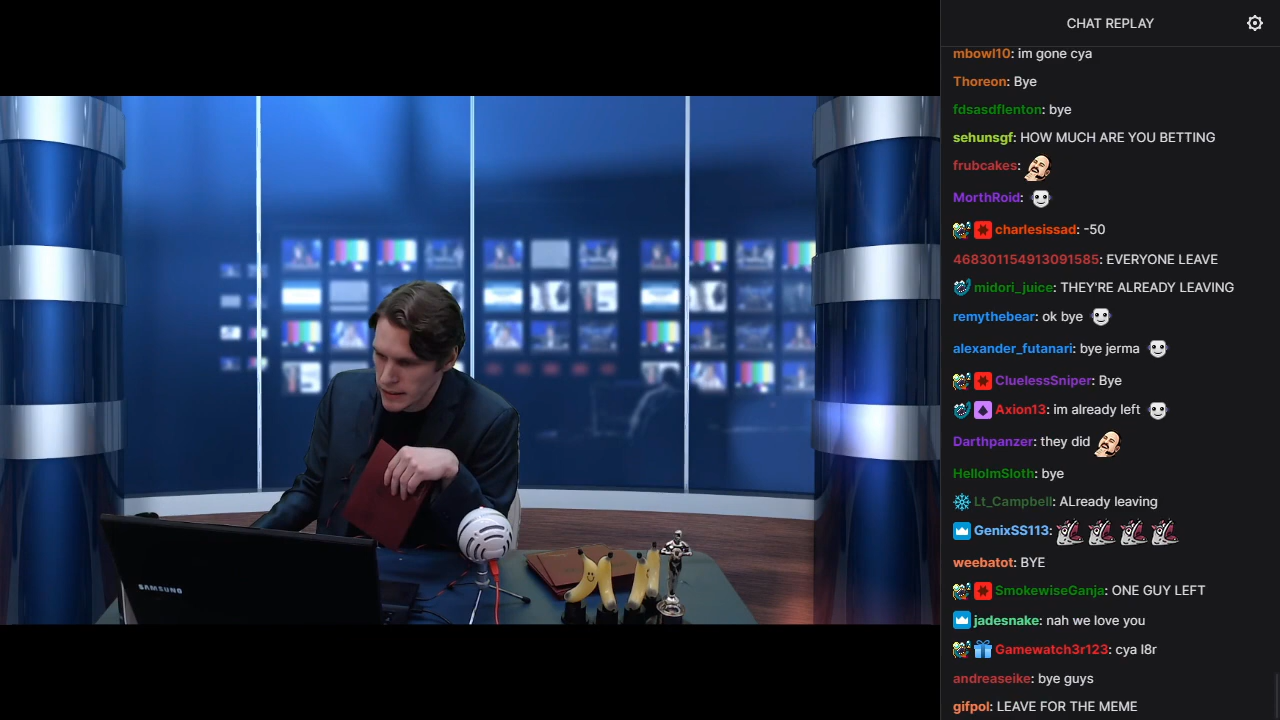 CHAT REPLAY
mbowl10: im gone cya
Thoreon: Bye
fdsasdflenton: bye
sehunsgf: HOW MUCH ARE YOU BETTING
frubcakes:
MorthRoid:
charlesissad: -50
468301154913091585: EVERYONE LEAVE
midori_juice: THEY'RE ALREADY LEAVING
remythebear: ok bye
alexander_futanari: bye jerma
CluelessSniper: Bye
Axion13: im already left
Darthpanzer: they did
HelloImSloth: bye
Lt_Campbell: ALready leaving
GenixSS113:
weebatot: BYE
SmokewiseGanja: ONE GUY LEFT
jadesnake: nah we love you
Gamewatch3r123: cya l8r
andreaseike: bye guys
gifpol: LEAVE FOR THE MEME
SAMSUNG